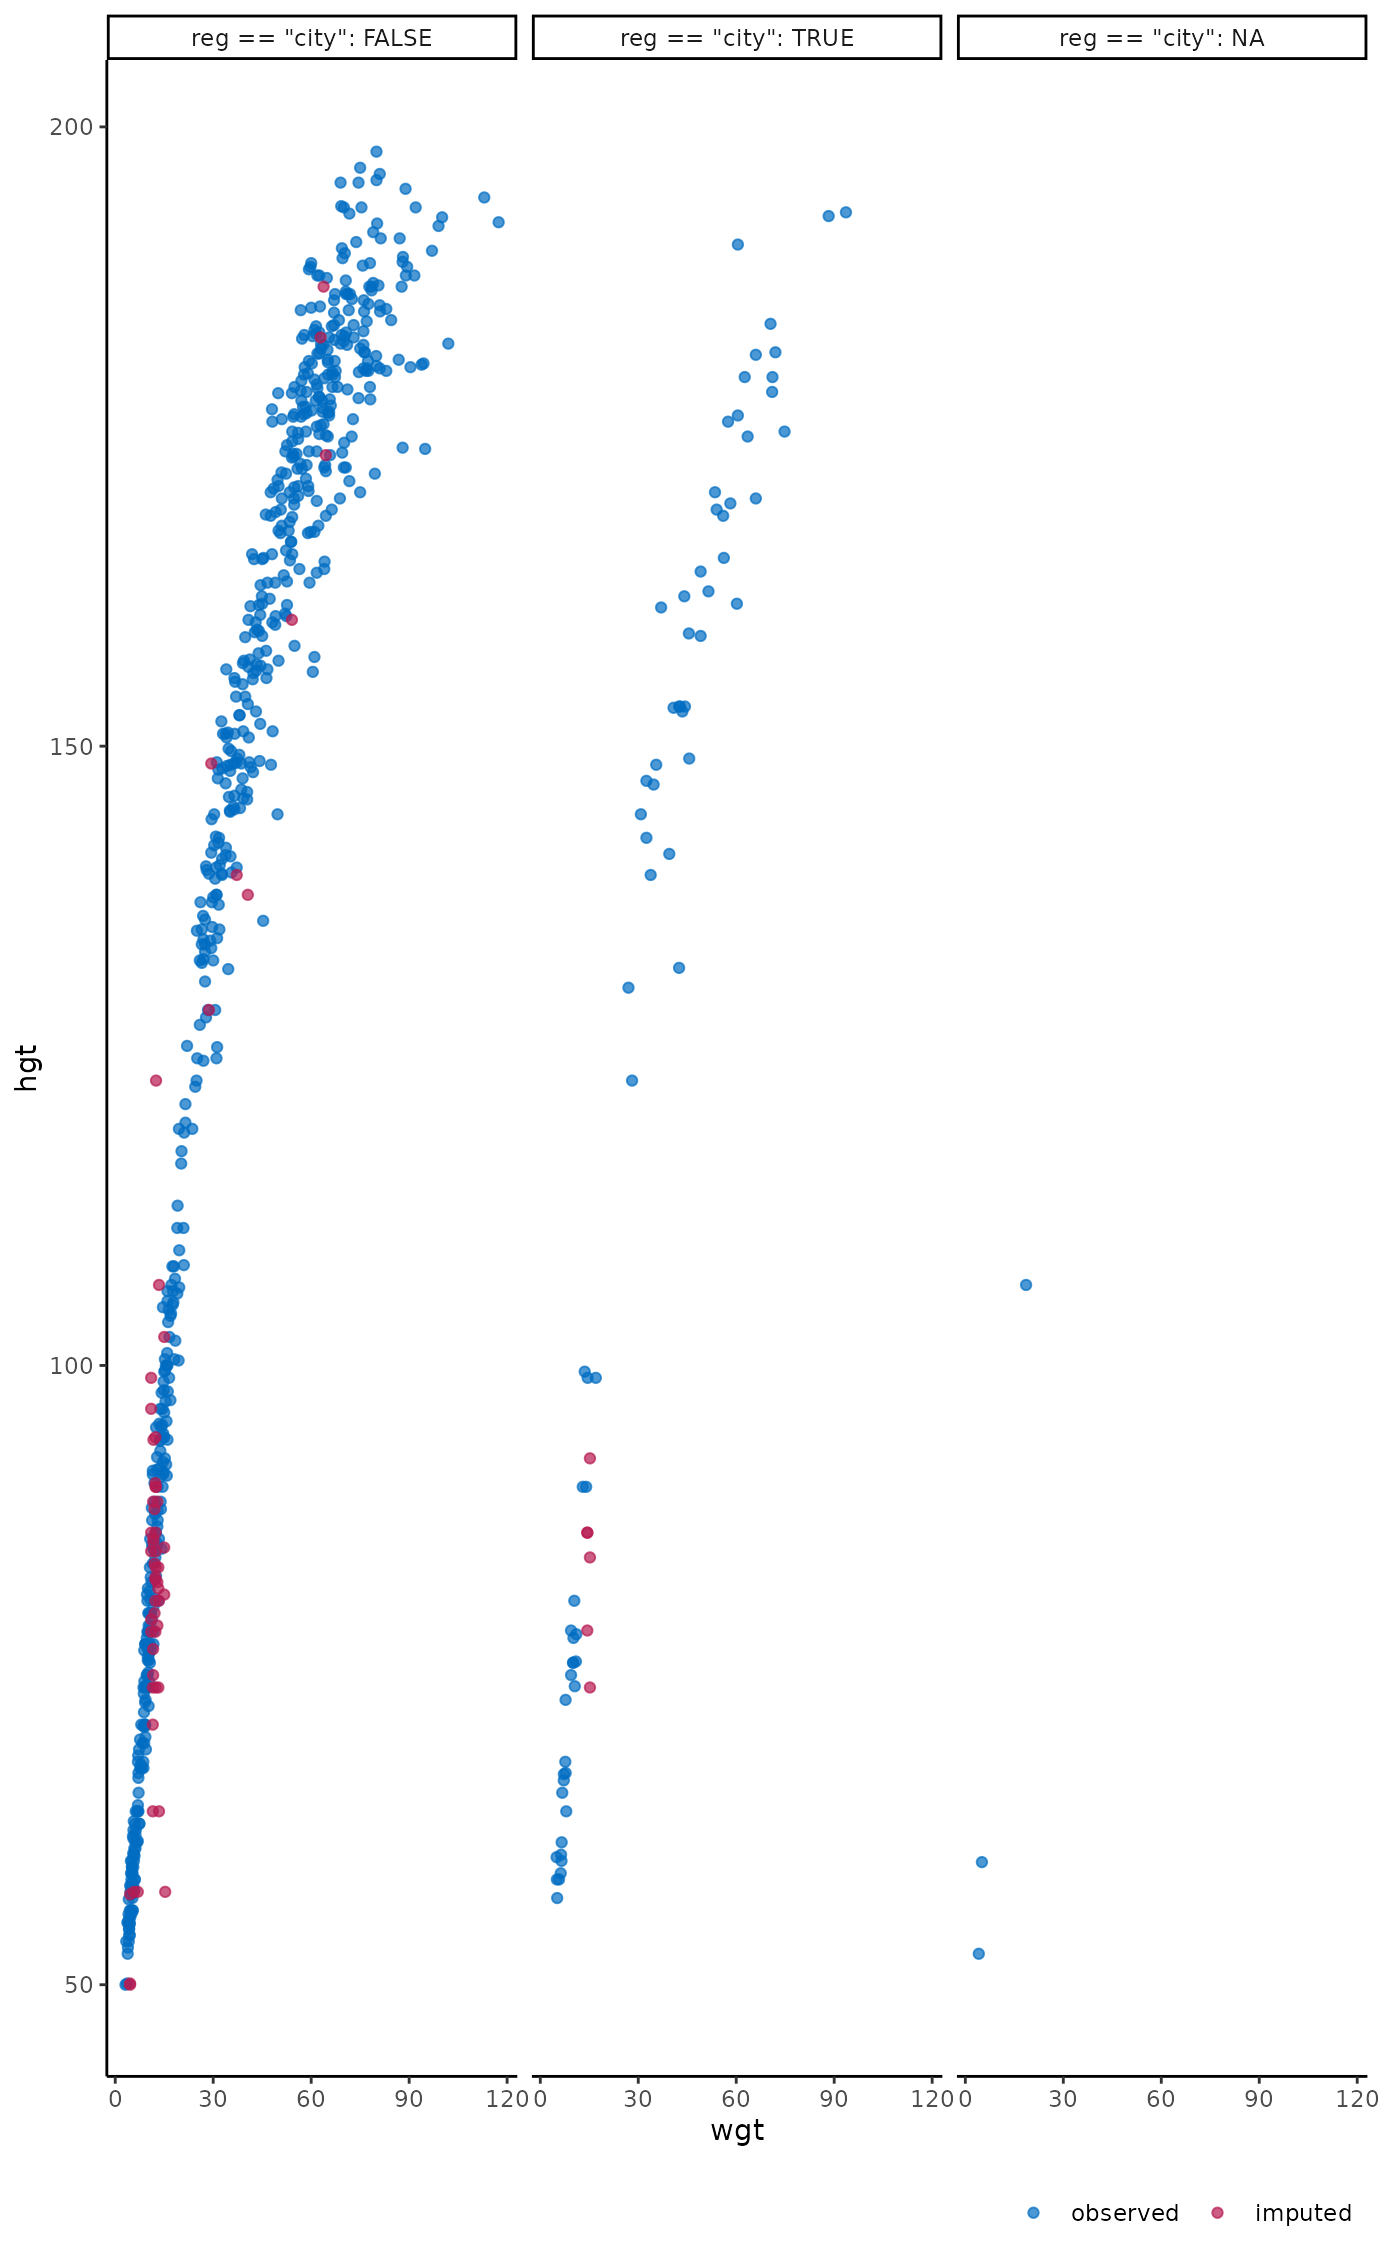 reg == "city": FALSE
reg == "city": TRUE
reg == "city": NA
200
150
100
50
hgt
0 30 60 90 120
0 30 60 90 120
0 30 60 90 120
wgt
observed imputed